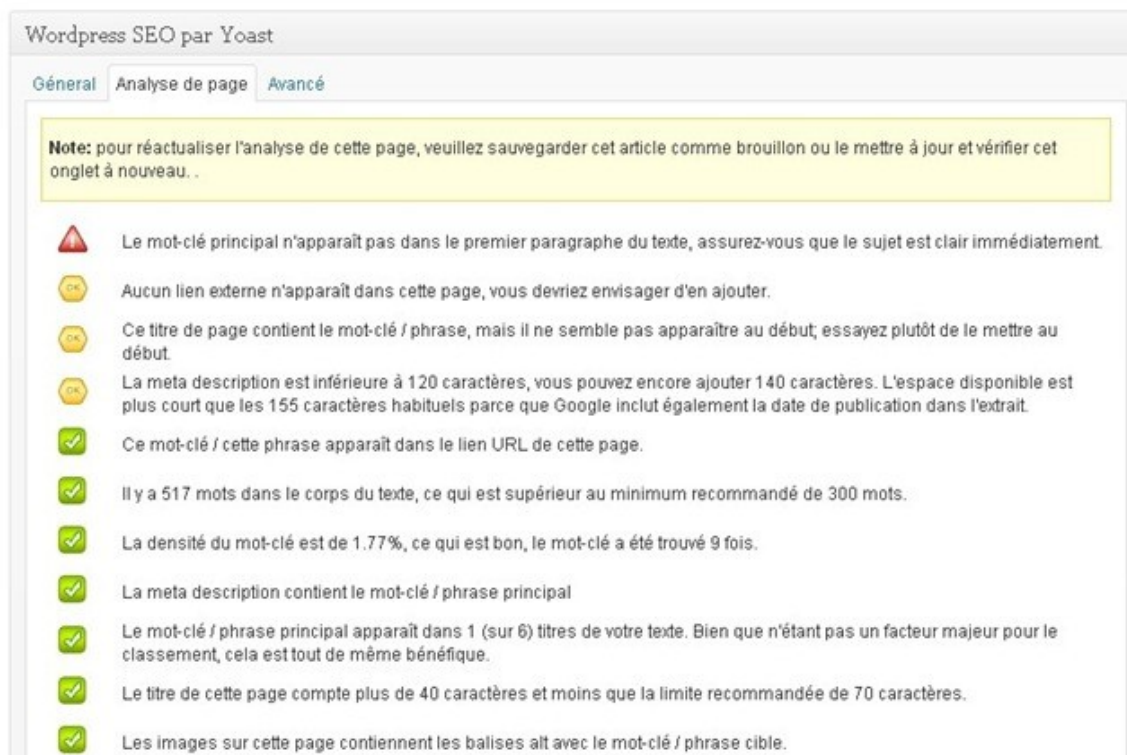 Wordpress SEO par Yoast
Géneral Analyse de page Avancé
Note: pour réactualiser l'analyse de cette page, veuillez sauvegarder cet article comme brouillon ou le mettre à jour et vérifier cet
onglet à nouveau. .
Le mot-clé principal n'apparaît pas dans le premier paragraphe du texte, assurez-vous que le sujet est clair immédiatement.
OK
Aucun lien externe n'apparaît dans cette page, vous devriez envisager d'en ajouter.
OK
Ce titre de page contient le mot-clé / phrase, mais il ne semble pas apparaître au début; essayez plutôt de le mettre au
début.
OK
La meta description est inférieure à 120 caractères, vous pouvez encore ajouter 140 caractères. L'espace disponible est
plus court que les 155 caractères habituels parce que Google inclut également la date de publication dans l'extrait.
Ce mot-clé / cette phrase apparaît dans le lien URL de cette page.
Il y a 517 mots dans le corps du texte, ce qui est supérieur au minimum recommandé de 300 mots.
La densité du mot-clé est de 1.77%, ce qui est bon, le mot-clé a été trouvé 9 fois.
La meta description contient le mot-clé / phrase principal
Le mot-clé / phrase principal apparaît dans 1 (sur 6) titres de votre texte. Bien que n'étant pas un facteur majeur pour le
classement, cela est tout de même bénéfique.
Le titre de cette page compte plus de 40 caractères et moins que la limite recommandée de 70 caractères.
Les images sur cette page contiennent les balises alt avec le mot-clé / phrase cible.